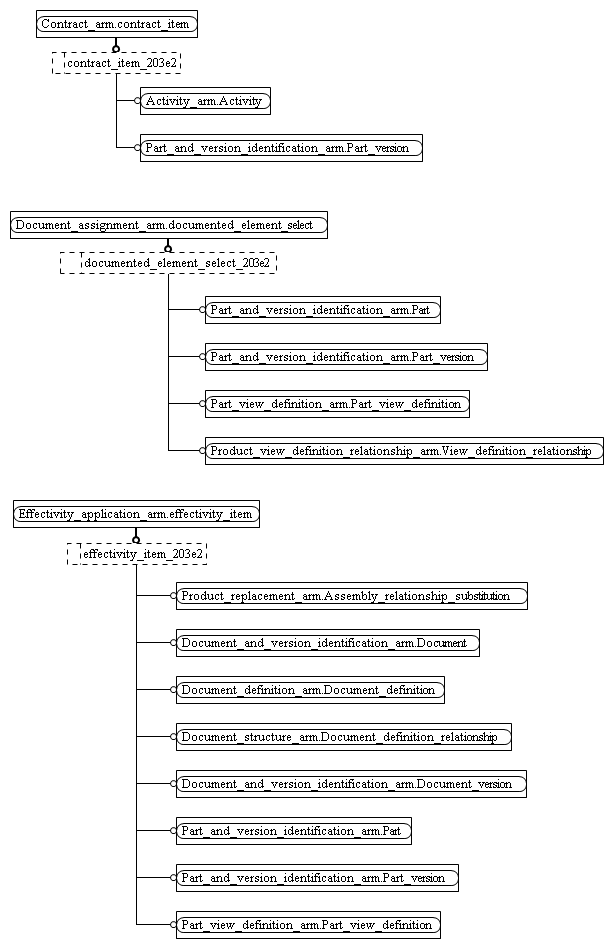 Contract_arm.contract_item
contract_item_203e2
Activity_arm.Activity
Part_and_version_identification_arm.Part_version
Document_assignment_arm.documented_element_select
documented_element_select_203e2
Part_and_version_identification_arm.Part
Part_and_version_identification_arm.Part_version
Part_view_definition_arm.Part_view_definition
Product_view_definition_relationship_arm.View_definition_relationship
Effectivity_application_arm.effectivity_item
effectivity_item_203e2
Product_replacement_arm.Assembly_relationship_substitution
Document_and_version_identification_arm.Document
Document_definition_arm.Document_definition
Document_structure_arm.Document_definition_relationship
Document_and_version_identification_arm.Document_version
Part_and_version_identification_arm.Part
Part_and_version_identification_arm.Part_version
Part_view_definition_arm.Part_view_definition